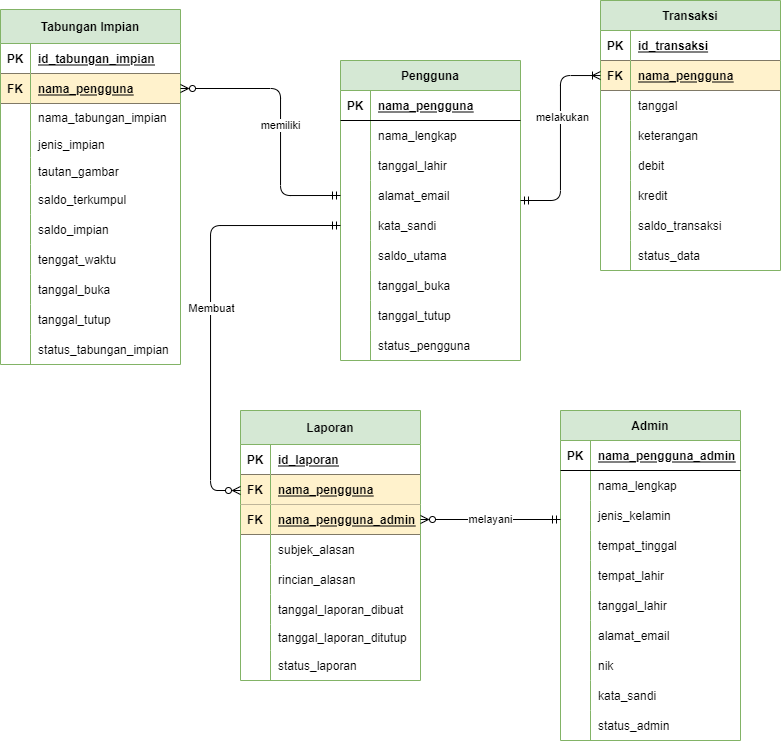 Tabungan Impian
PK id_tabungan_impian
FK nama_pengguna
nama_tabungan_impian
jenis_impian
tautan_gambar
saldo_terkumpul
saldo_impian
tenggat_waktu
tanggal_buka
tanggal_tutup
status_tabungan_impian
memiliki
Pengguna
PK nama_pengguna
nama_lengkap
tanggal_lahir
alamat_email
kata_sandi
saldo_utama
tanggal_buka
tanggal_tutup
status_pengguna
melakukan
Transaksi
PK id_transaksi
FK nama_pengguna
tanggal
keterangan
debit
kredit
saldo_transaksi
status_data
Membuat
Laporan
PK id_laporan
FK nama_pengguna
FK nama_pengguna_admin
subjek_alasan
rincian_alasan
tanggal_laporan_dibuat
tanggal_laporan_ditutup
status_laporan
melayani
Admin
PK nama_pengguna_admin
nama_lengkap
jenis_kelamin
tempat_tinggal
tempat_lahir
tanggal_lahir
alamat_email
nik
kata_sandi
status_admin